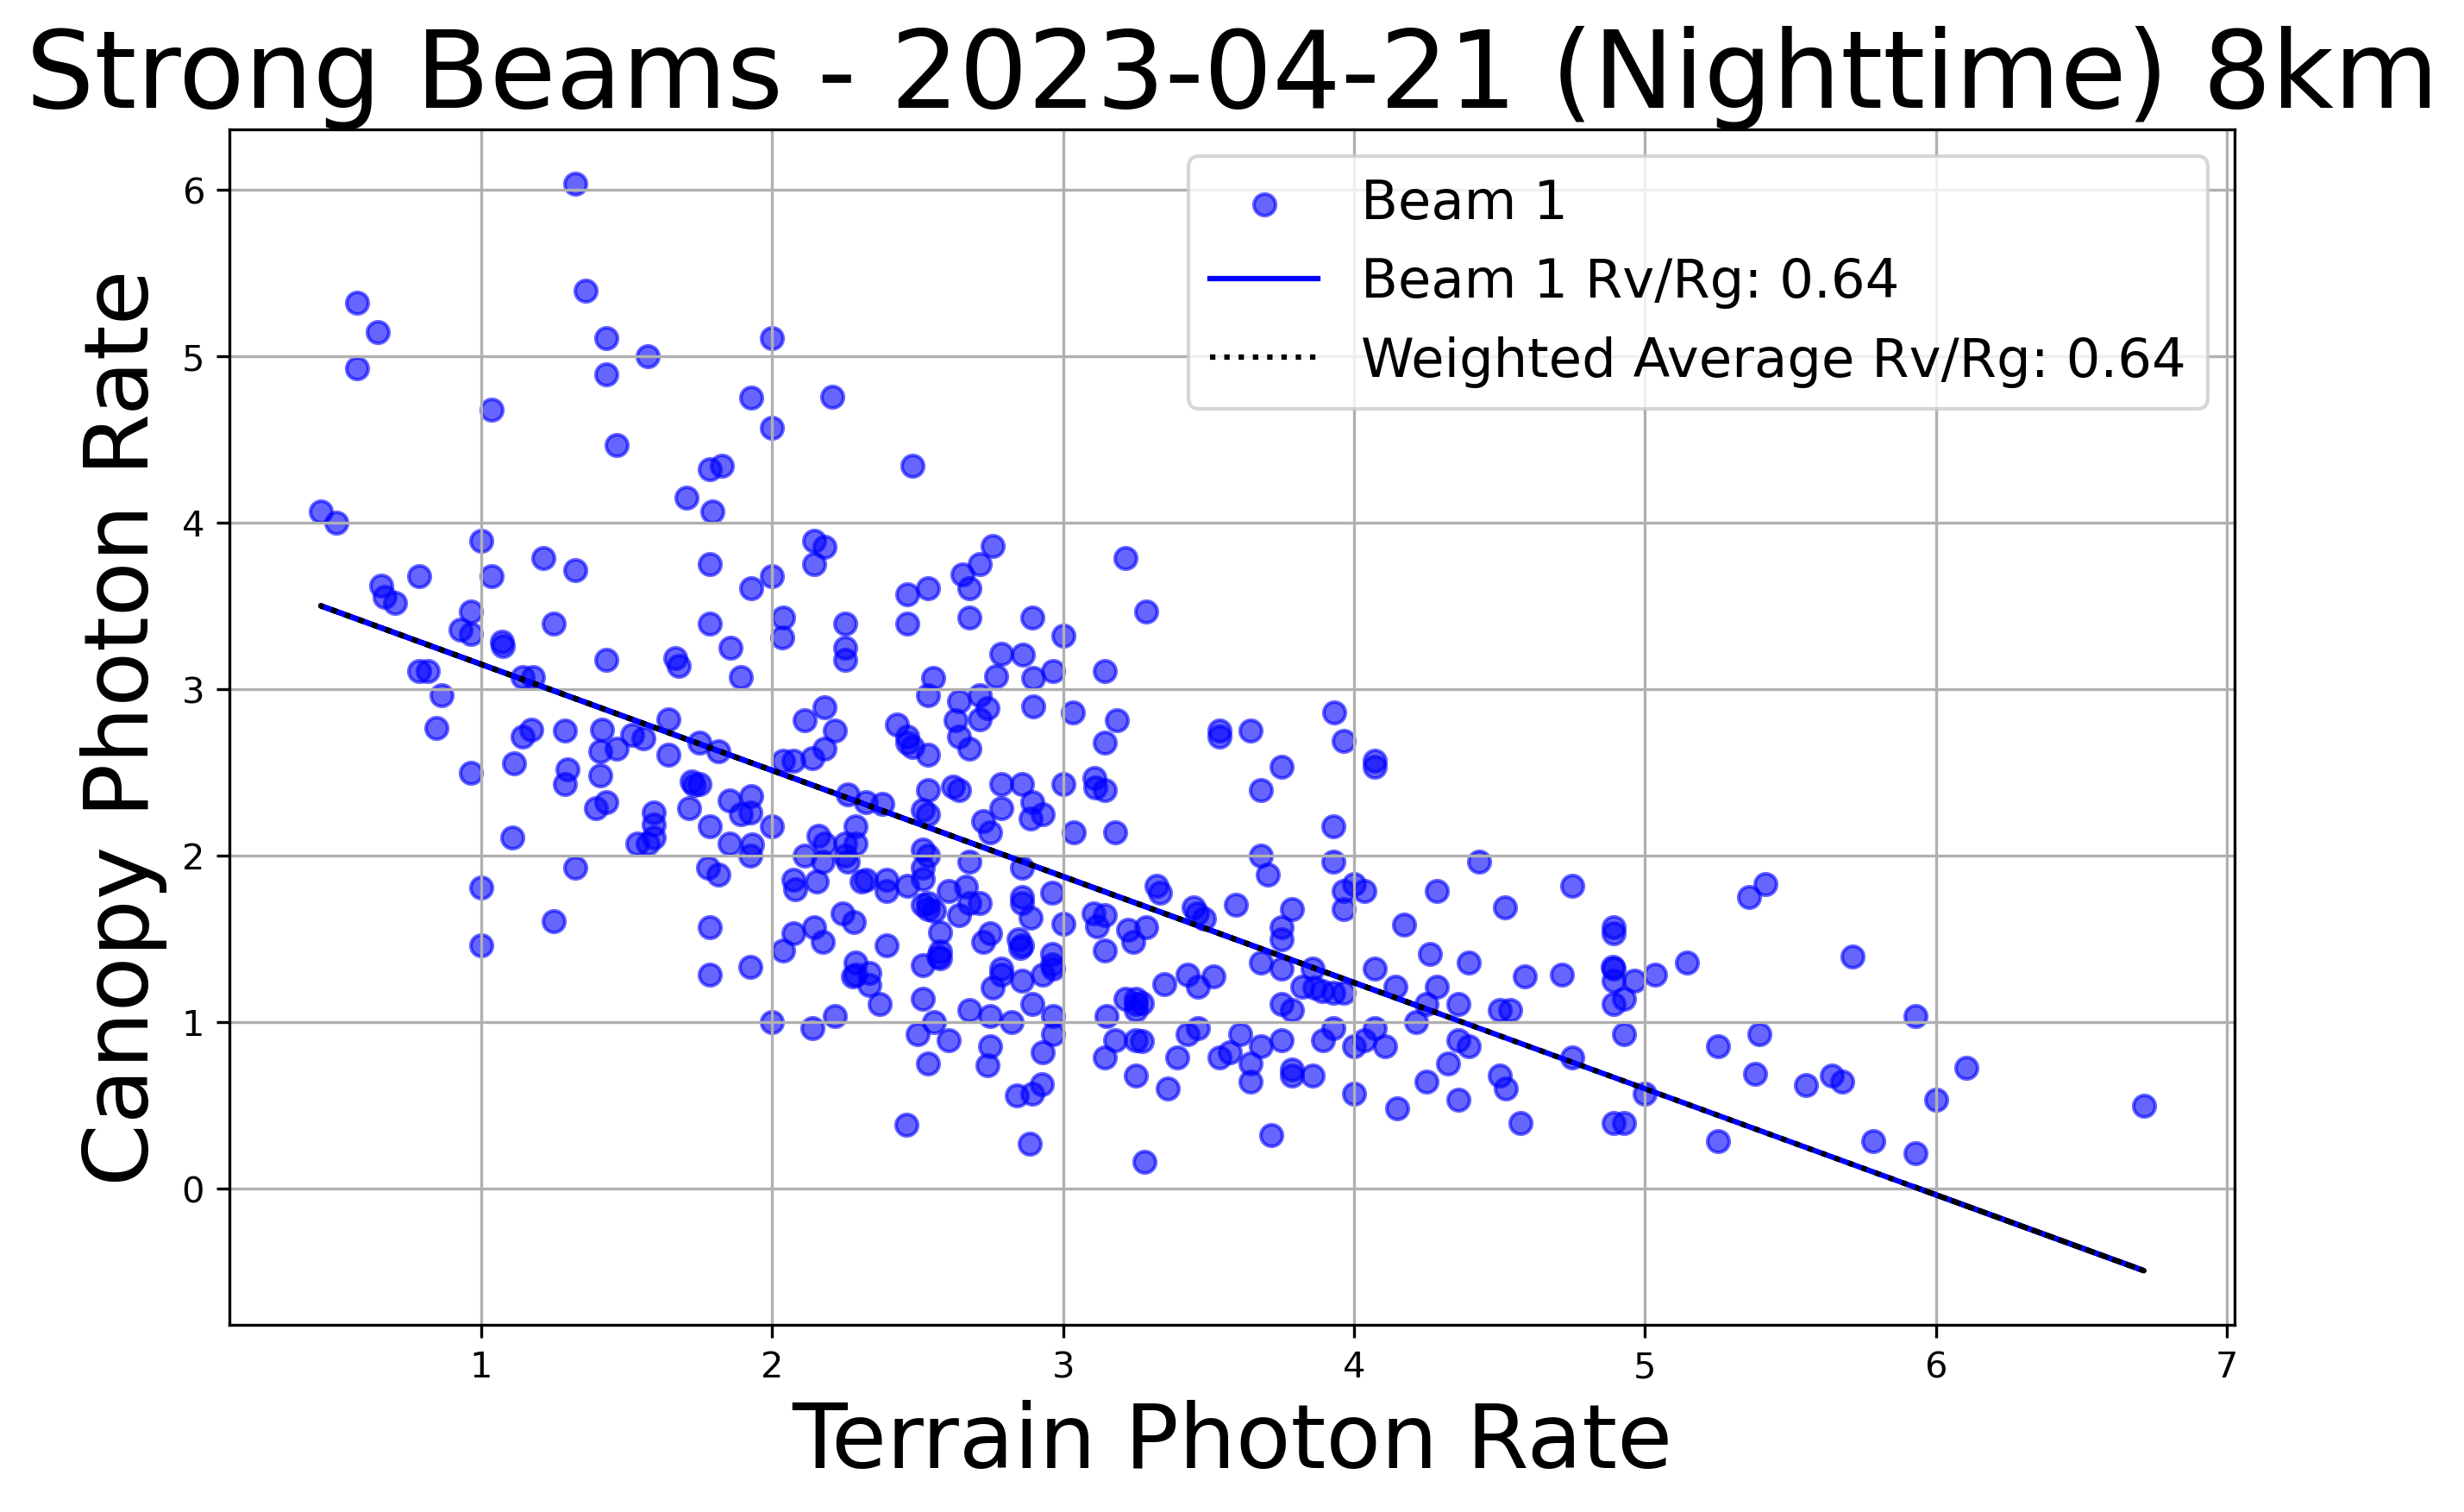 Strong Beams - 2023-04-21 (Nighttime) 8km
Beam 1
Beam 1 Rv/Rg: 0.64
Weighted Average Rv/Rg: 0.64
Canopy Photon Rate
6
5
4
3
2
1
0
1 2 3 4 5 6 7
Terrain Photon Rate